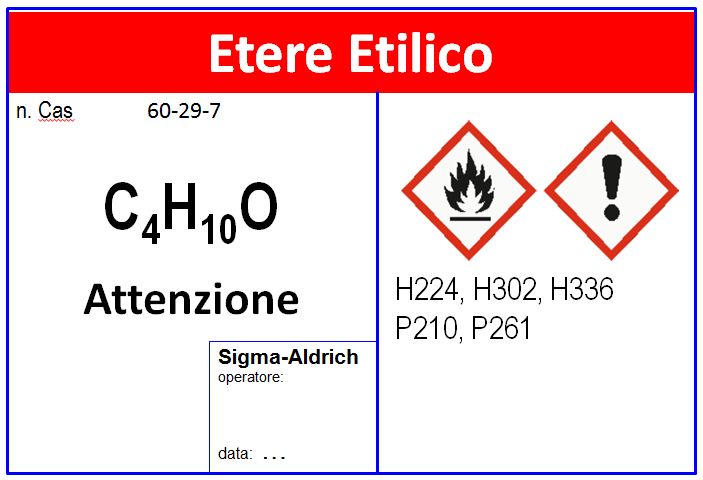 Etere Etilico
n. Cas 60-29-7
C₄H₁₀O
Attenzione
Sigma-Aldrich
operatore:
data: ...
H224, H302, H336
P210, P261